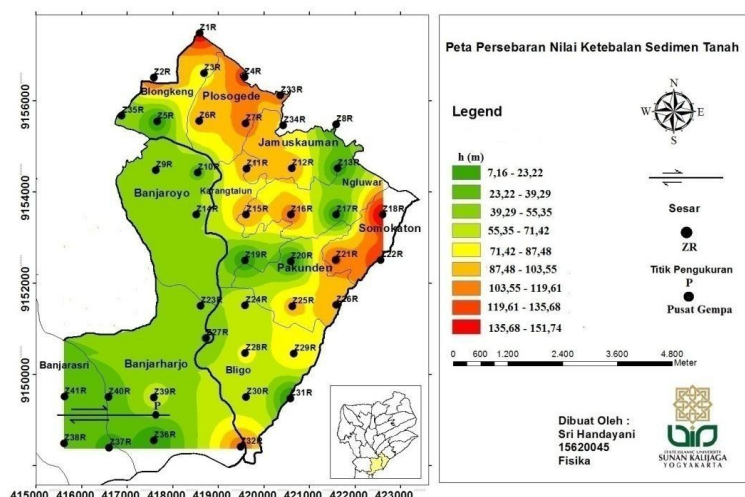 Z1R
Z2R
Z3R
Z4R
Blongkeng
Plosogede
Z33R
Z35R
Z5R
Z6R
Z7R
Z34R
Z8R
Jamuskauman
Z9R
Z10R
Z11R
Z12R
Z13R
Ngluwar
Banjaroyo
Karangtalun
Z14R
Z15R
Z16R
Z17R
Z18R
Somokaton
Z19R
Z20R
Z21R
Z22R
Pakunden
Z23R
Z24R
Z25R
Z26R
Z27R
Z28R
Z29R
Banjarasri
Banjarharjo
Bligo
Z41R
Z40R
Z39R
Z30R
Z31R
P
Z38R
Z37R
Z36R
Z32R
9156000
9154000
9152000
9150000
415000 416000 417000 418000 419000 420000 421000 422000 423000
Peta Persebaran Nilai Ketebalan Sedimen Tanah
N
W E
S
Legend
h (m)
7,16 - 23,22
23,22 - 39,29
39,29 - 55,35
55,35 - 71,42
71,42 - 87,48
87,48 - 103,55
103,55 - 119,61
119,61 - 135,68
135,68 - 151,74
Sesar
ZR
Titik Pengukuran
P
Pusat Gempa
0 600 1.200 2.400 3.600 4.800
Meter
Dibuat Oleh :
Sri Handayani
15620045
Fisika
STATE ISLAMIC UNIVERSITY
SUNAN KALIJAGA
YOGYAKARTA